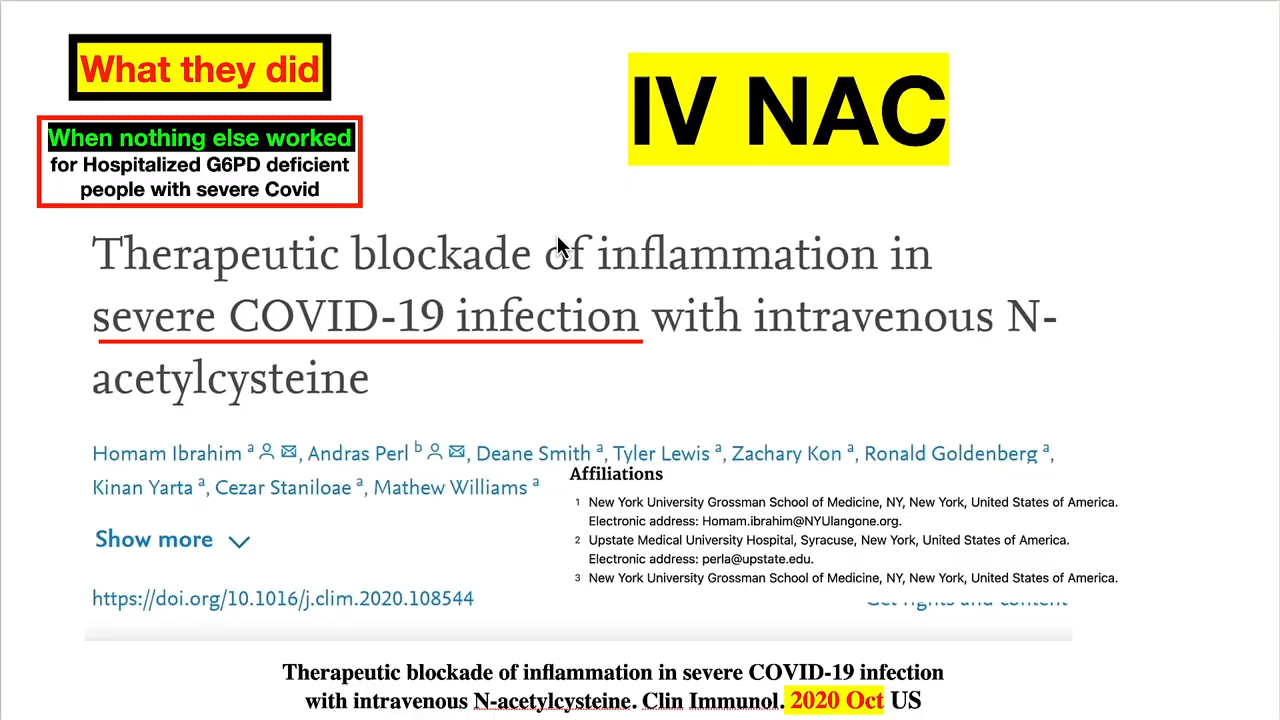 What they did
IV NAC
When nothing else worked
for Hospitalized G6PD deficient
people with severe Covid
Therapeutic blockade of inflammation in
severe COVID-19 infection with intravenous N-
acetylcysteine
Homam Ibrahim a, Andras Perl b, Deane Smith a, Tyler Lewis a, Zachary Kon a, Ronald Goldenberg a,
Kinan Yarta a, Cezar Staniloae a, Mathew Williams a
Affiliations
1 New York University Grossman School of Medicine, NY, New York, United States of America.
Electronic address: Homam.ibrahim@NYUlangone.org.
2 Upstate Medical University Hospital, Syracuse, New York, United States of America.
Electronic address: perla@upstate.edu.
3 New York University Grossman School of Medicine, NY, New York, United States of America.
Show more
https://doi.org/10.1016/j.clim.2020.108544
Get rights and content
Therapeutic blockade of inflammation in severe COVID-19 infection
with intravenous N-acetylcysteine. Clin Immunol. 2020 Oct US